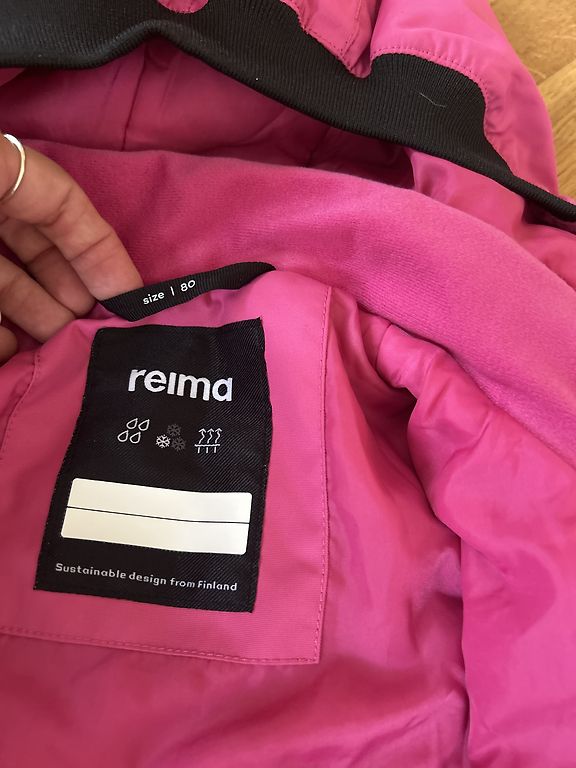 size | 80
reima
Sustainable design from Finland